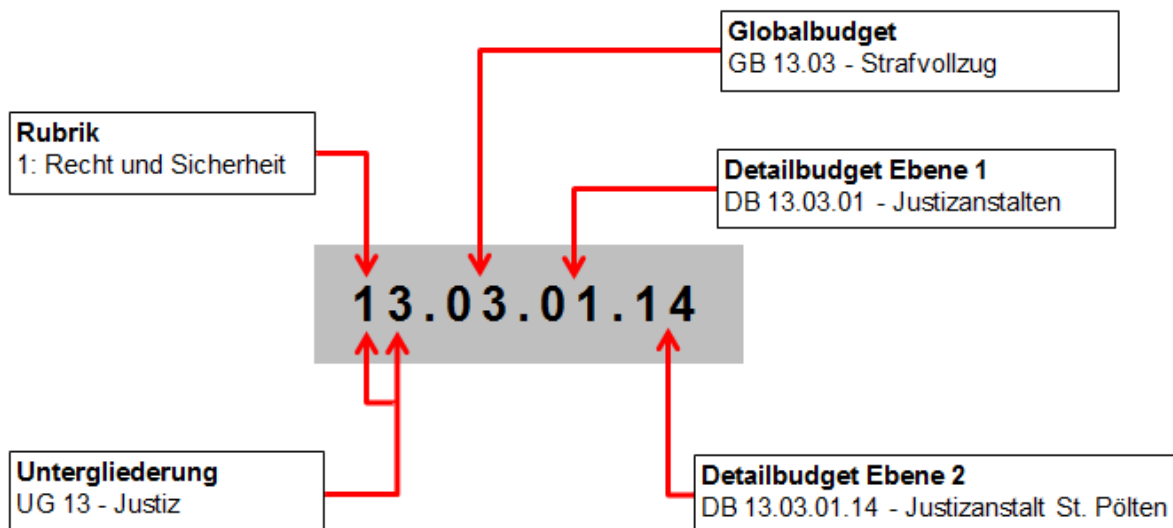 Globalbudget
GB 13.03 - Strafvollzug
Rubrik
1: Recht und Sicherheit
Detailbudget Ebene 1
DB 13.03.01 - Justizanstalten
13.03.01.14
Untergliederung
UG 13 - Justiz
Detailbudget Ebene 2
DB 13.03.01.14 - Justizanstalt St. Pölten